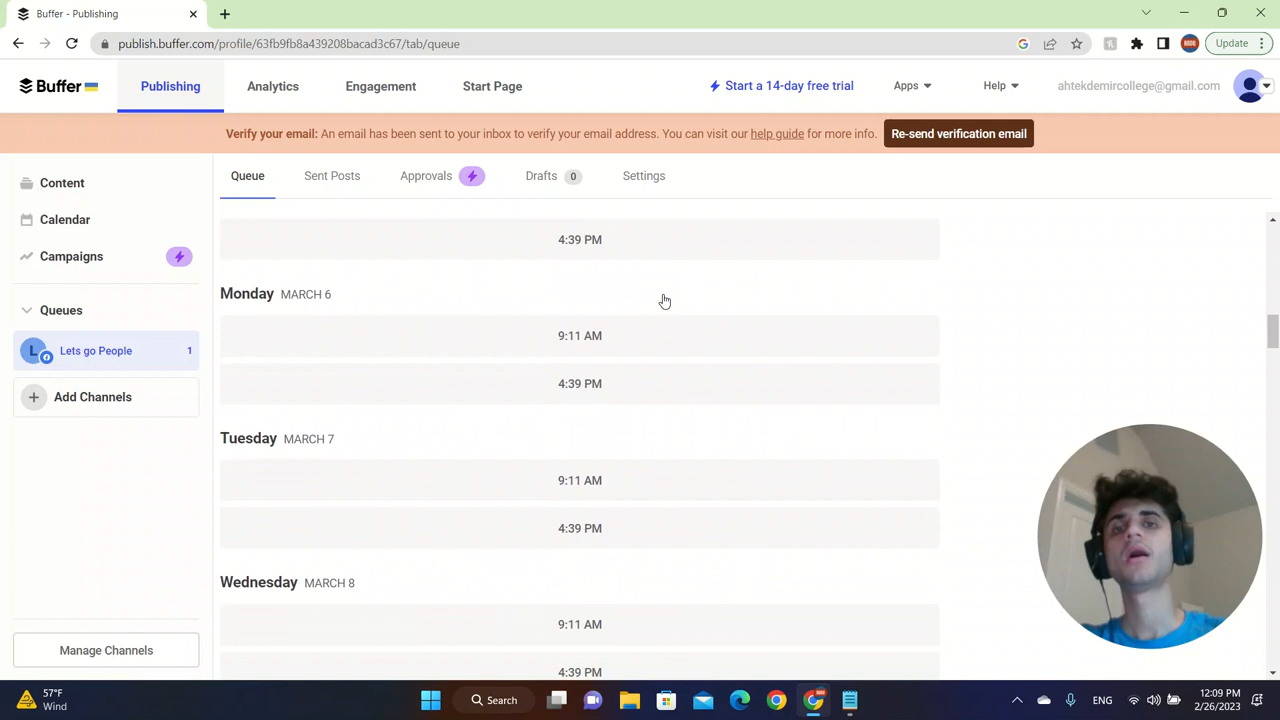 Buffer - Publishing
publish.buffer.com/profile/63fb9fb8a439208bacad3c67/tab/queue
Update
Buffer
Publishing
Analytics
Engagement
Start Page
Start a 14-day free trial
Apps
Help
ahtekdemircollege@gmail.com
Verify your email: An email has been sent to your inbox to verify your email address. You can visit our help guide for more info.
Re-send verification email
Content
Calendar
Campaigns
Queues
L
Lets go People
1
Add Channels
Manage Channels
Queue
Sent Posts
Approvals
Drafts
0
Settings
4:39 PM
Monday MARCH 6
9:11 AM
4:39 PM
Tuesday MARCH 7
9:11 AM
4:39 PM
Wednesday MARCH 8
9:11 AM
4:39 PM
57°F
Wind
Search
ENG
12:09 PM
2/26/2023